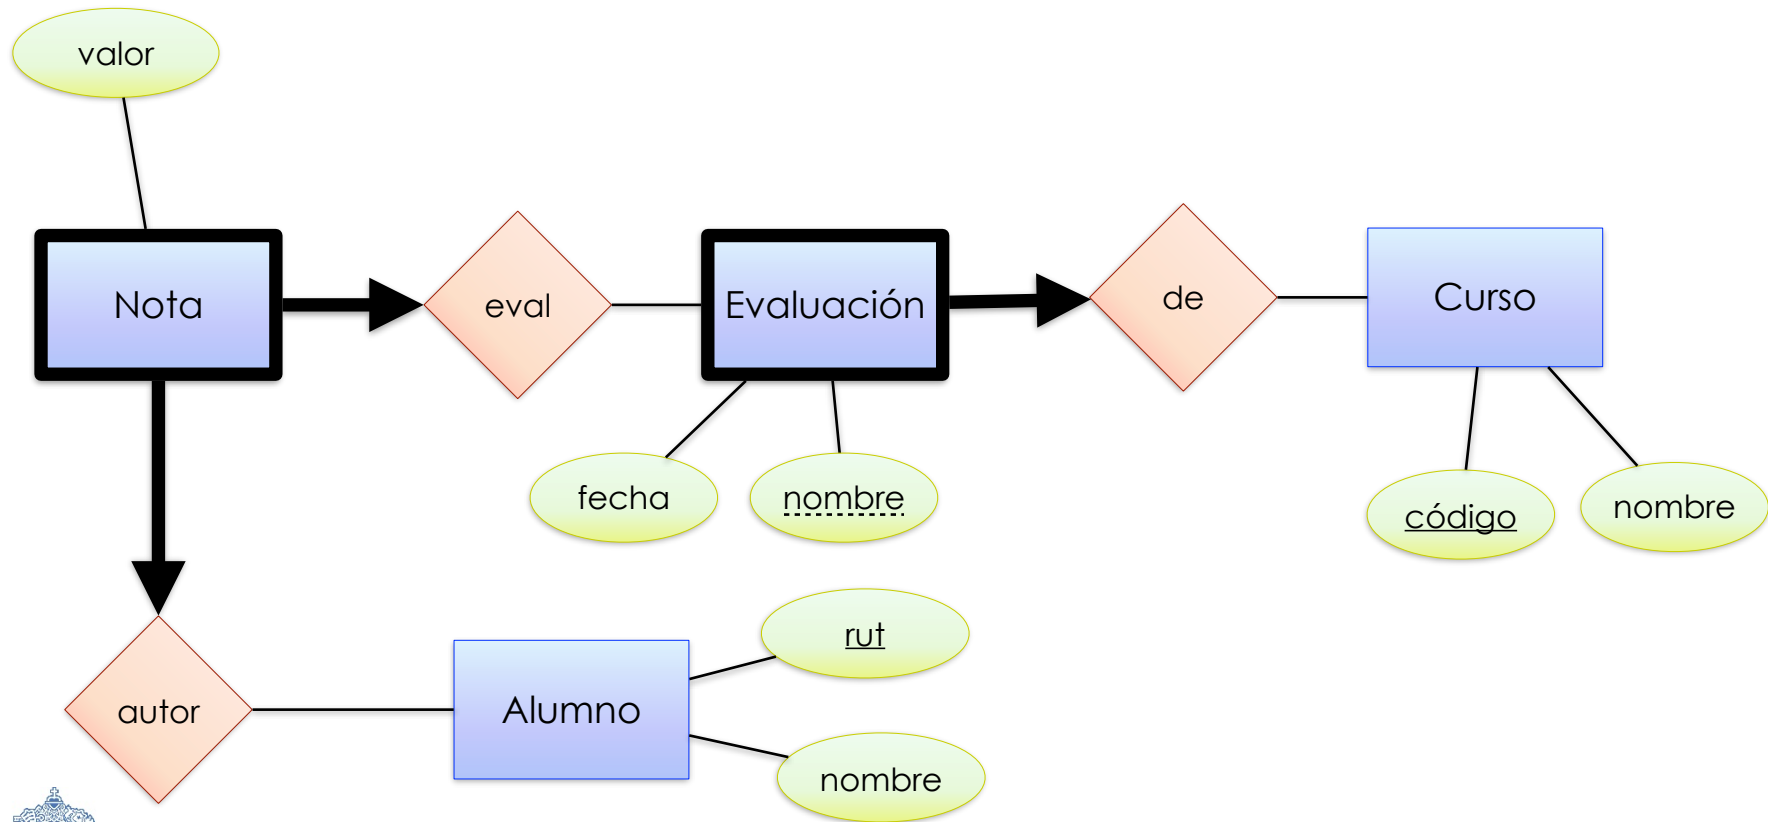 valor
Nota
eval
Evaluación
de
Curso
fecha
nombre
código
nombre
autor
Alumno
rut
nombre